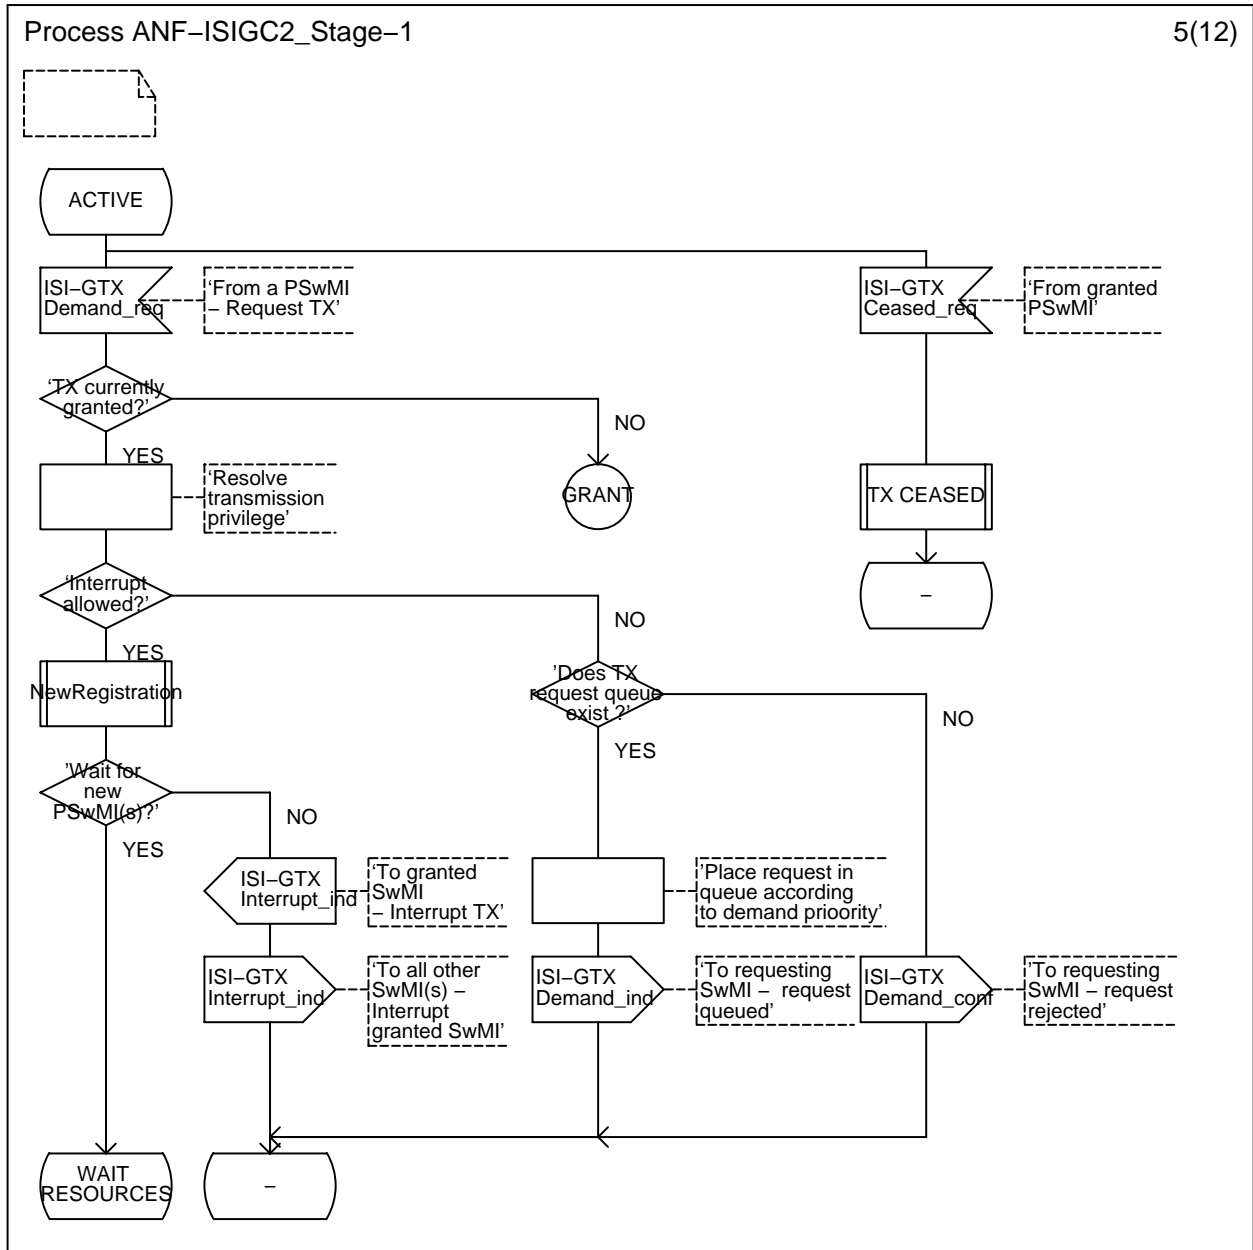 Process ANF–ISIGC2_Stage–1
5(12)
ACTIVE
ISI–GTX
Demand_req
‘From a PSwMI
– Request TX’
ISI–GTX
Ceased_req
‘From granted
PSwMI’
‘TX currently
granted?’
NO
YES
‘Resolve
transmission
privilege’
GRANT
TX CEASED
‘Interrupt
allowed?’
–
NO
YES
NewRegistration
’Does TX
request queue
exist ?’
NO
YES
’Wait for
new
PSwMI(s)?’
NO
YES
ISI–GTX
Interrupt_ind
‘To granted
SwMI
– Interrupt TX’
’Place request in
queue according
to demand prioority’
ISI–GTX
Interrupt_ind
‘To all other
SwMI(s) –
Interrupt
granted SwMI’
ISI–GTX
Demand_ind
‘To requesting
SwMI –  request
queued’
ISI–GTX
Demand_conf
’To requesting
SwMI – request
rejected’
WAIT
RESOURCES
–